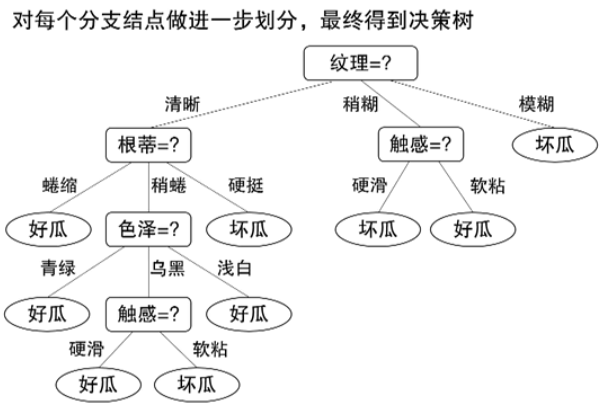 对每个分支结点做进一步划分，最终得到决策树
纹理=?
清晰 稍糊 模糊
根蒂=? 触感=? 坏瓜
蜷缩 稍蜷 硬挺 硬滑 软粘
好瓜 色泽=? 坏瓜 坏瓜 好瓜
青绿 乌黑 浅白
好瓜 触感=? 好瓜
硬滑 软粘
好瓜 坏瓜